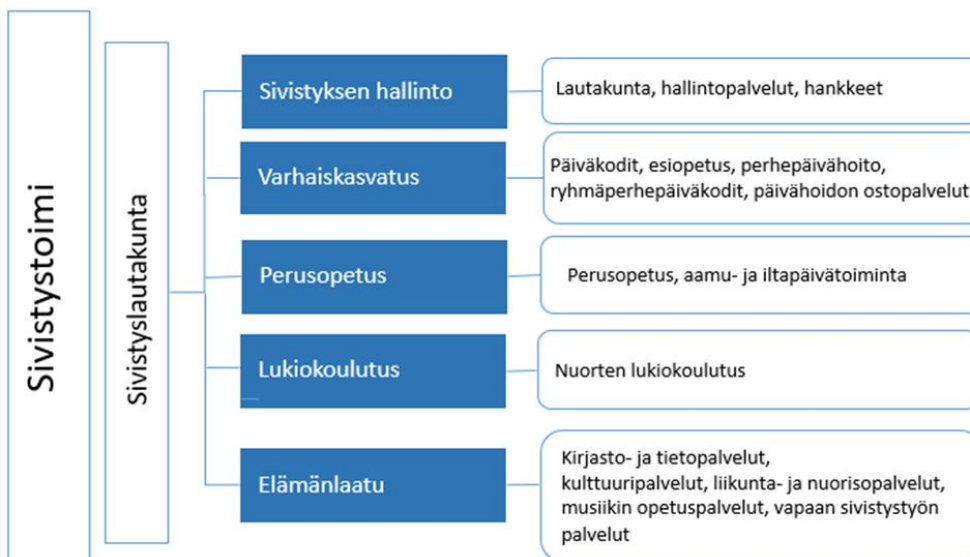 Sivistystoimi
Sivistyslautakunta
Sivistyksen hallinto
Lautakunta, hallintopalvelut, hankkeet
Varhaiskasvatus
Päiväkodit, esiopetus, perhepäivähoito,
ryhmäperhepäiväkodit, päivähoidon ostopalvelut
Perusopetus
Perusopetus, aamu- ja iltapäivätoiminta
Lukiokoulutus
Nuorten lukiokoulutus
Elämänlaatu
Kirjasto- ja tietopalvelut,
kulttuuripalvelut, liikunta- ja nuorisopalvelut,
musiikin opetuspalvelut, vapaan sivistystyön
palvelut